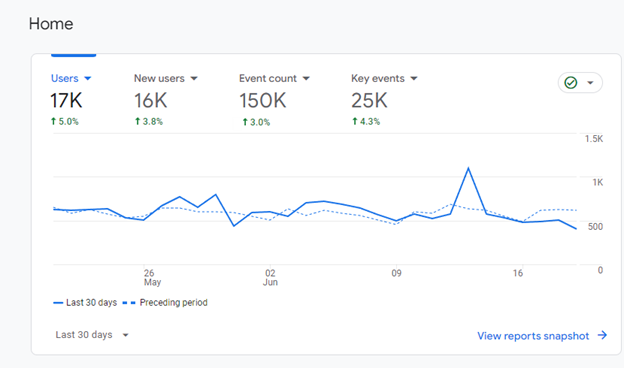 Home
Users New users Event count Key events
17K 16K 150K 25K
↑ 5.0% ↑ 3.8% ↑ 3.0% ↑ 4.3%
1.5K
1K
500
0
26 02 09 16
May Jun
Last 30 days Preceding period
Last 30 days View reports snapshot →